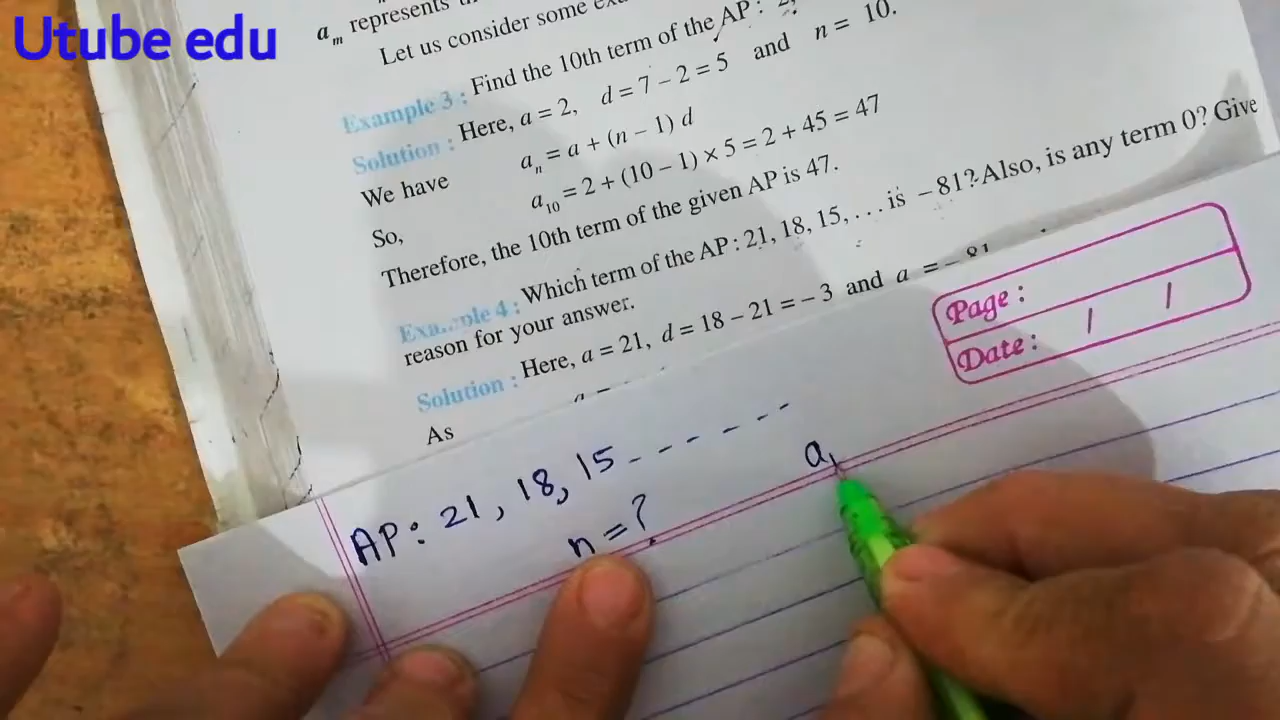 Utube edu
a_m represents
Let us consider some
Example 3 : Find the 10th term of the AP : 2,
Solution : Here, a = 2, d = 7 – 2 = 5 and n = 10.
We have a_n = a + (n – 1) d
So, a_10 = 2 + (10 – 1) × 5 = 2 + 45 = 47
Therefore, the 10th term of the given AP is 47.
Example 4 : Which term of the AP : 21, 18, 15, . . . is – 81? Also, is any term 0? Give
reason for your answer.
Solution : Here, a = 21, d = 18 – 21 = – 3 and a = – 81
As
Page :
Date : / /
AP : 21, 18, 15 - - - - - -
n = ?
a